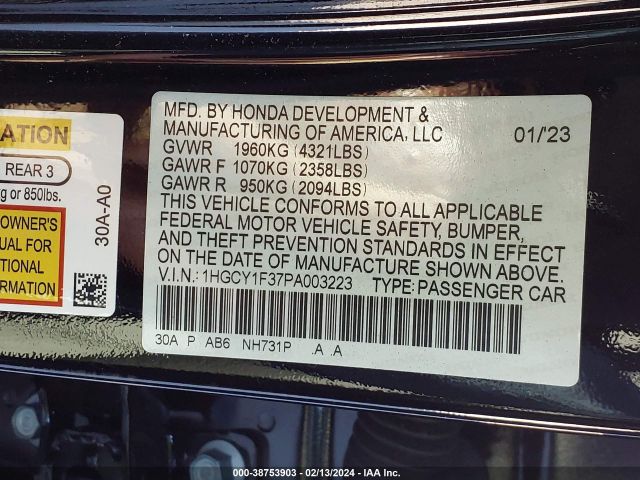 ATION
REAR 3
g or 850lbs.
OWNER'S
UAL FOR
TIONAL
RMATION
30A-A0
MFD. BY HONDA DEVELOPMENT &
MANUFACTURING OF AMERICA, LLC 01/'23
GVWR 1960KG (4321LBS)
GAWR F 1070KG (2358LBS)
GAWR R 950KG (2094LBS)
THIS VEHICLE CONFORMS TO ALL APPLICABLE
FEDERAL MOTOR VEHICLE SAFETY, BUMPER,
AND THEFT PREVENTION STANDARDS IN EFFECT
ON THE DATE OF MANUFACTURE SHOWN ABOVE.
V.I.N.: 1HGCY1F37PA003223 TYPE: PASSENGER CAR
30A P AB6 NH731P .A .A
000-38753903 - 02/13/2024 - IAA Inc.